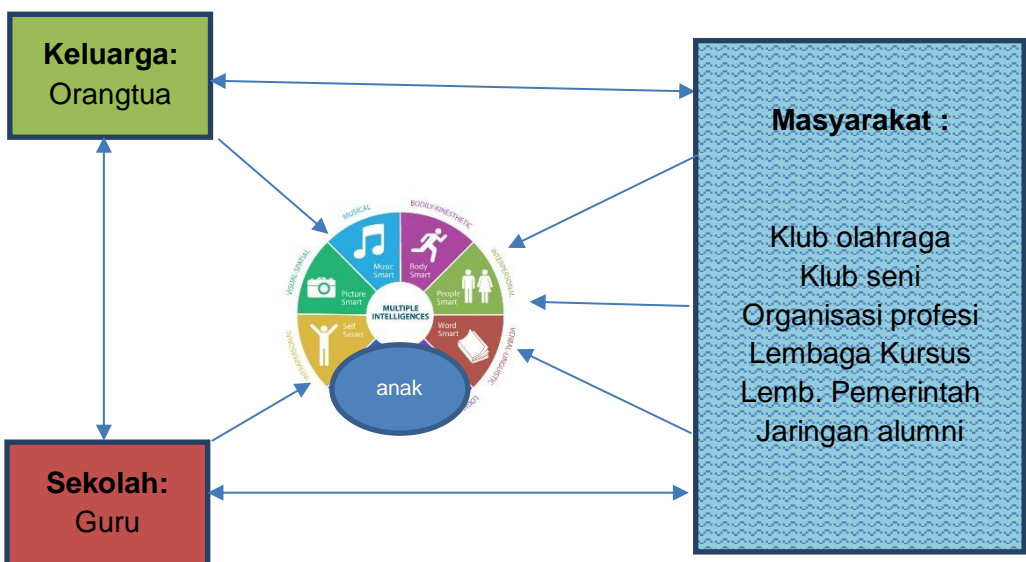 Keluarga:
Orangtua
Masyarakat :
Klub olahraga
Klub seni
Organisasi profesi
Lembaga Kursus
Lemb. Pemerintah
Jaringan alumni
MUSICAL
BODILY-KINESTHETIC
VISUAL-SPATIAL
INTERPERSONAL
Music
Smart
Body
Smart
Picture
Smart
People
Smart
MULTIPLE
INTELLIGENCES
Self
Smart
Word
Smart
INTRAPERSONAL
VERBAL-LINGUISTIC
anak
Sekolah:
Guru